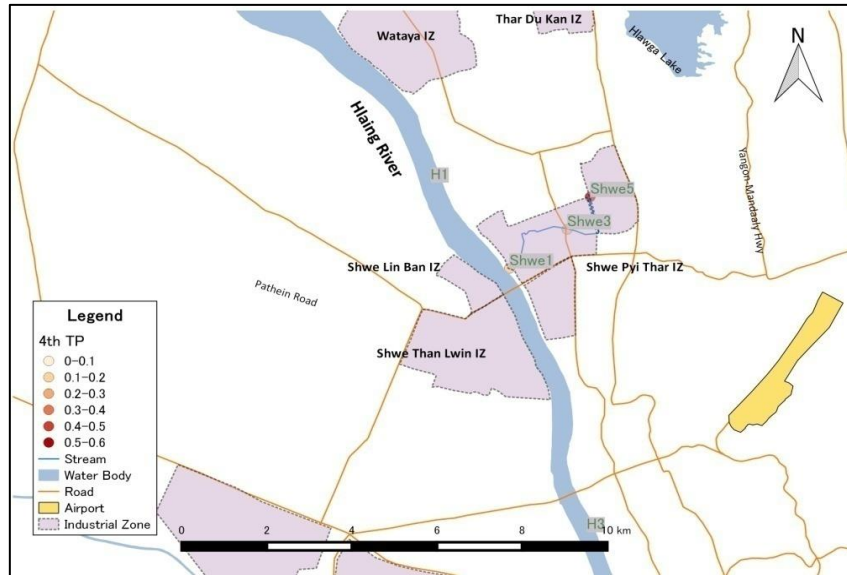 Wataya IZ
Thar Du Kan IZ
Hlawga Lake
N
Hlaing River
H1
Shwe5
Shwe3
Yangon-Mandaaly Hwy
Shwe1
Shwe Lin Ban IZ
Shwe Pyi Thar IZ
Pathein Road
Shwe Than Lwin IZ
Legend
4th TP
0-0.1
0.1-0.2
0.2-0.3
0.3-0.4
0.4-0.5
0.5-0.6
Stream
Water Body
Road
Airport
Industrial Zone
H3
0 2 4 6 8 10 km